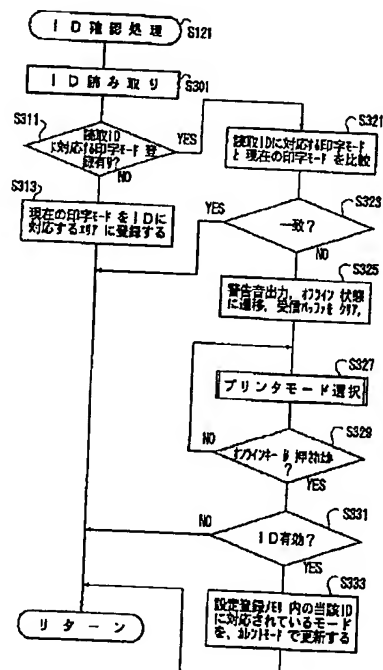 ID確認処理
S121
ID読み取り
S301
S311
読取ID
に対応する印字モード 登
録有り?
YES
NO
S313
現在の印字モード をIDに
対応するエリア に登録する
S321
読取IDに対応する印字モード
と 現在の印字モード を比較
S323
YES
一致?
NO
S325
警告音出力, オフライン 状態
に遷移, 受信バッファを クリア,
S327
プリンタモード選択
S329
NO
オンラインキー が 押されたか
?
YES
S331
NO
ID有効?
YES
S333
設定登録メモリ 内の当該ID
に対応されているモード
を, カレントモード で更新する
リターン